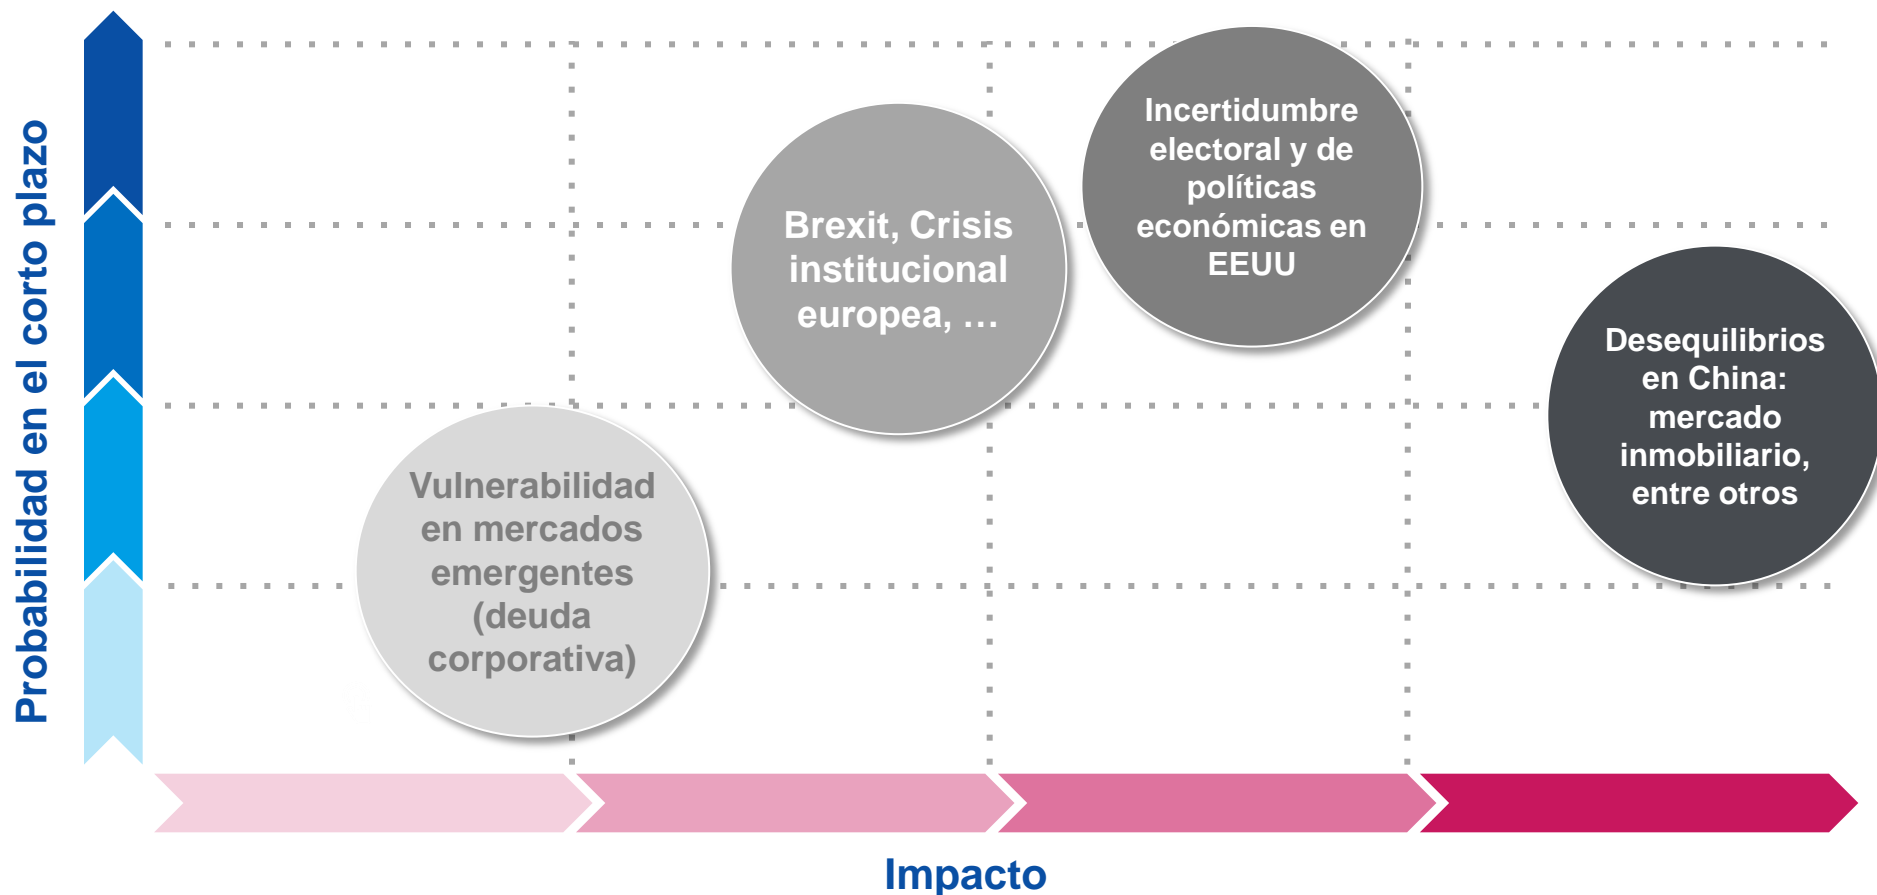 Probabilidad en el corto plazo
Incertidumbre
electoral y de
políticas
económicas en
EEUU
Brexit, Crisis
institucional
europea, …
Desequilibrios
en China:
mercado
inmobiliario,
entre otros
Vulnerabilidad
en mercados
emergentes
(deuda
corporativa)
Impacto